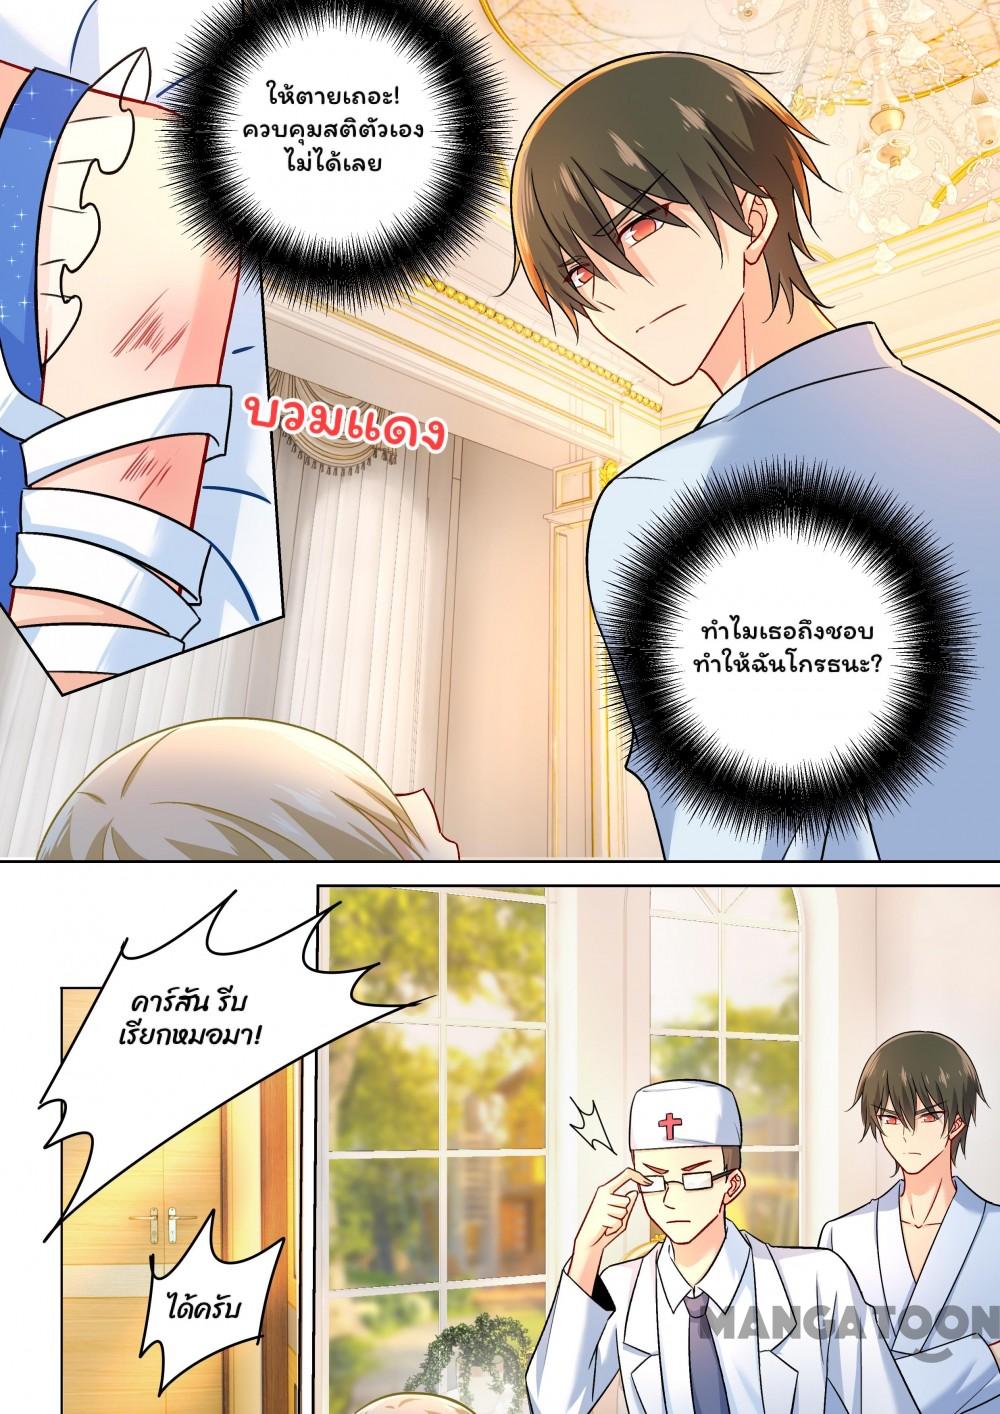 ให้ตายเถอะ!
ควบคุมสติตัวเอง
ไม่ได้เลย
บวมแดง
ทำไมเธอถึงชอบ
ทำให้ฉันโกรธนะ?
คาร์สัน รีบ
เรียกหมอมา!
ได้ครับ
MANGATOON